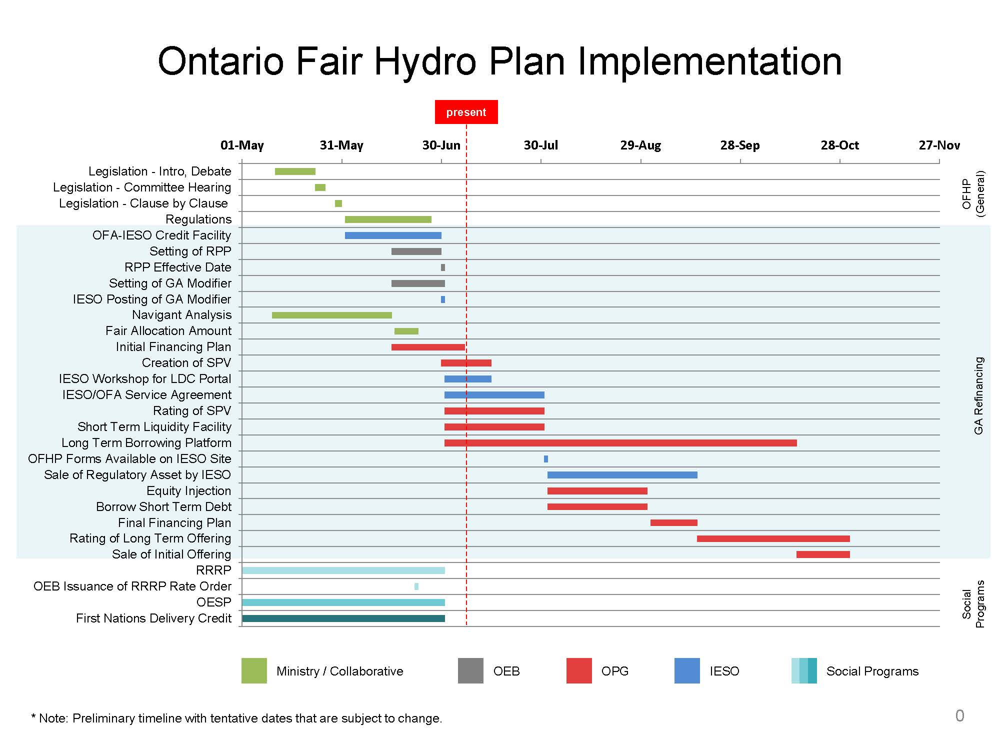 Ontario Fair Hydro Plan Implementation
present
01-May 31-May 30-Jun 30-Jul 29-Aug 28-Sep 28-Oct 27-Nov
Legislation - Intro, Debate
Legislation - Committee Hearing
Legislation - Clause by Clause
Regulations
OFHP
(General)
OFA-IESO Credit Facility
Setting of RPP
RPP Effective Date
Setting of GA Modifier
IESO Posting of GA Modifier
Navigant Analysis
Fair Allocation Amount
Initial Financing Plan
Creation of SPV
IESO Workshop for LDC Portal
IESO/OFA Service Agreement
Rating of SPV
Short Term Liquidity Facility
Long Term Borrowing Platform
OFHP Forms Available on IESO Site
Sale of Regulatory Asset by IESO
Equity Injection
Borrow Short Term Debt
Final Financing Plan
Rating of Long Term Offering
Sale of Initial Offering
GA Refinancing
RRRP
OEB Issuance of RRRP Rate Order
OESP
First Nations Delivery Credit
Social
Programs
Ministry / Collaborative OEB OPG IESO Social Programs
* Note: Preliminary timeline with tentative dates that are subject to change.
0